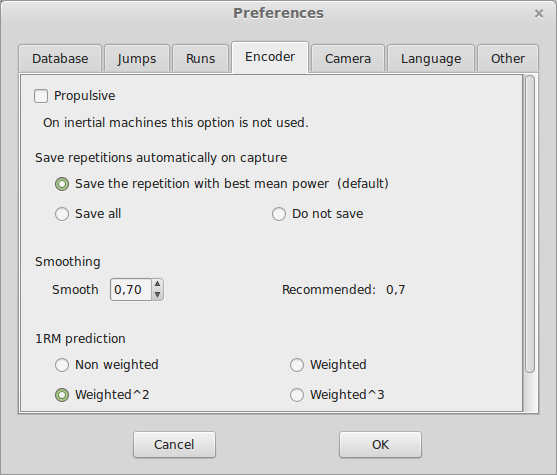 Preferences
Database Jumps Runs Encoder Camera Language Other
Propulsive
On inertial machines this option is not used.
Save repetitions automatically on capture
Save the repetition with best mean power (default)
Save all Do not save
Smoothing
Smooth 0,70 Recommended: 0,7
1RM prediction
Non weighted Weighted
Weighted^2 Weighted^3
Cancel OK